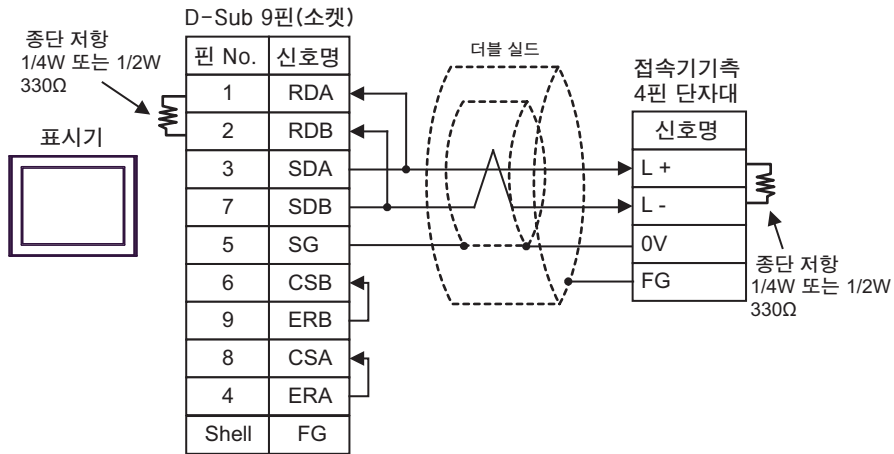 D-Sub 9핀(소켓)
종단 저항
1/4W 또는 1/2W
330Ω
표시기
핀 No. 신호명
1 RDA
2 RDB
3 SDA
7 SDB
5 SG
6 CSB
9 ERB
8 CSA
4 ERA
Shell FG
더블 실드
접속기기측
4핀 단자대
신호명
L +
L -
0V
FG
종단 저항
1/4W 또는 1/2W
330Ω